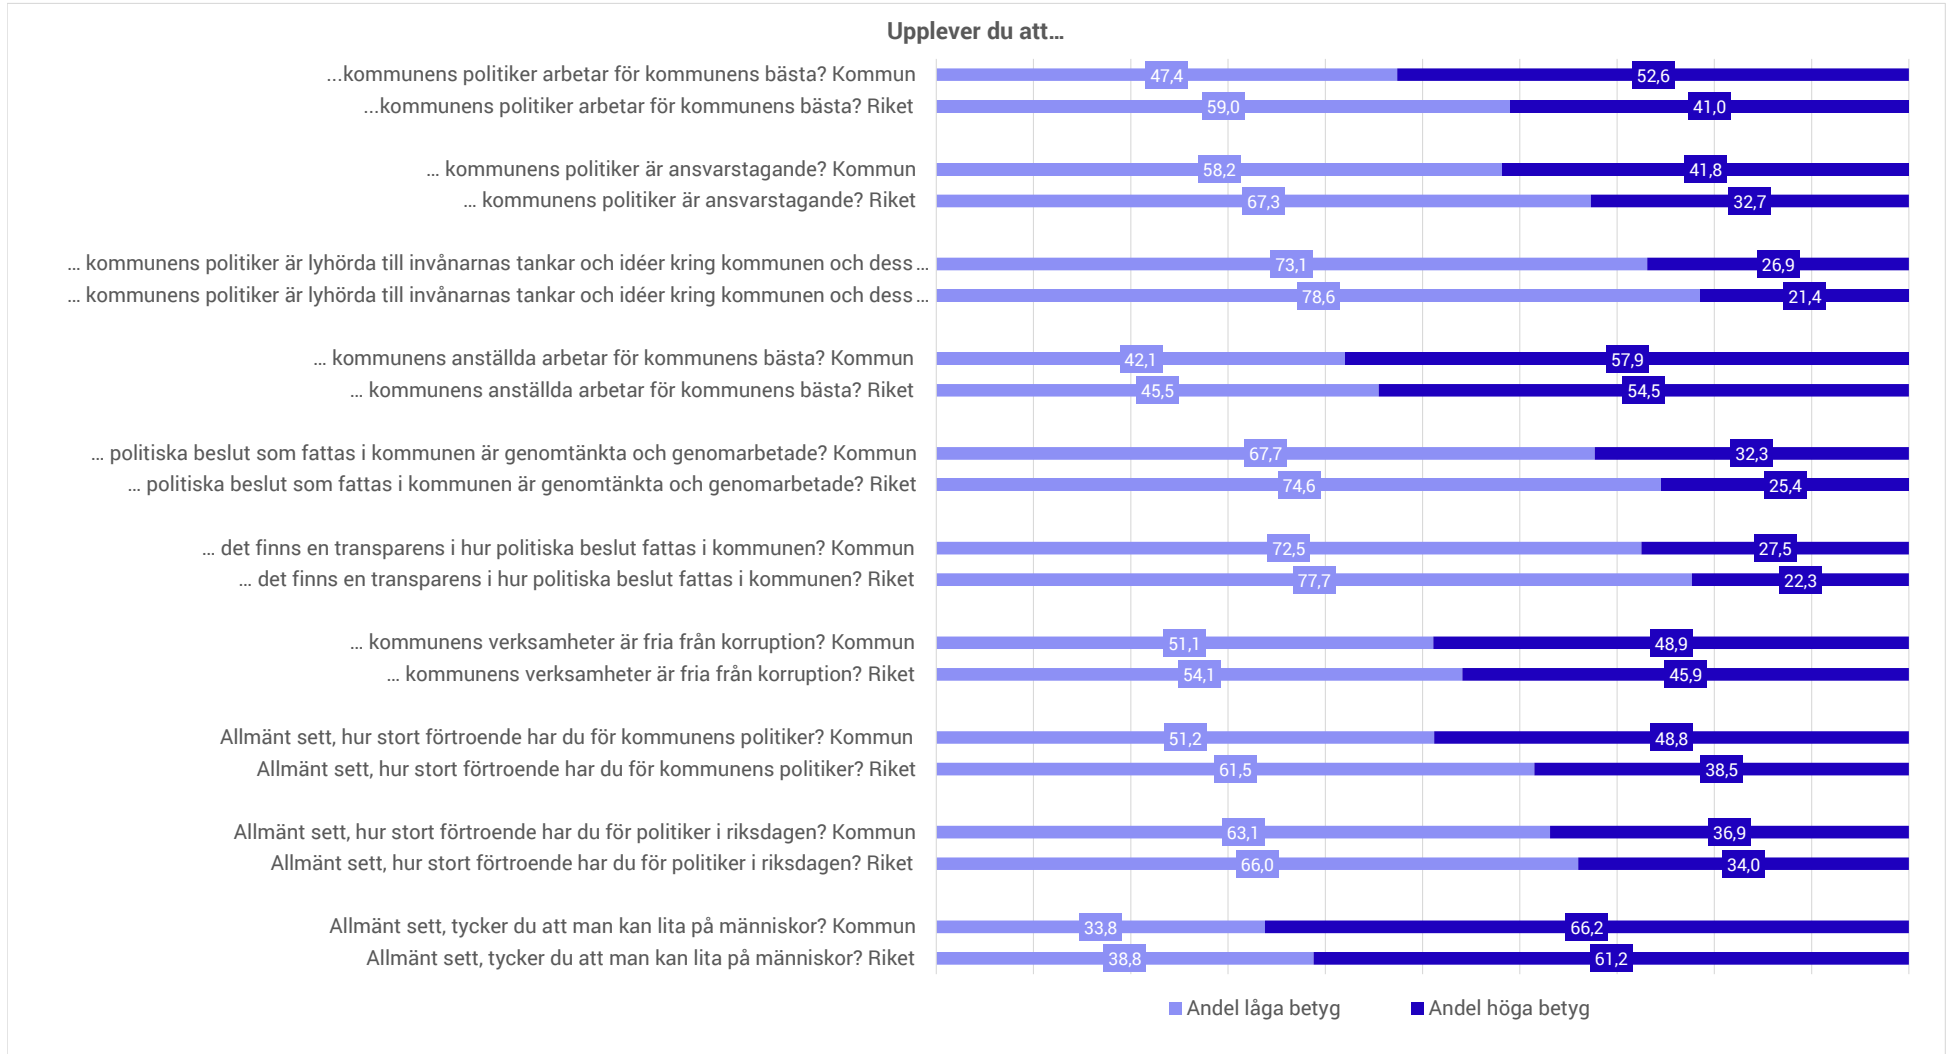 Upplever du att...
...kommunens politiker arbetar för kommunens bästa? Kommun 47,4 52,6
...kommunens politiker arbetar för kommunens bästa? Riket 59,0 41,0
... kommunens politiker är ansvarstagande? Kommun 58,2 41,8
... kommunens politiker är ansvarstagande? Riket 67,3 32,7
... kommunens politiker är lyhörda till invånarnas tankar och idéer kring kommunen och dess ... 73,1 26,9
... kommunens politiker är lyhörda till invånarnas tankar och idéer kring kommunen och dess ... 78,6 21,4
... kommunens anställda arbetar för kommunens bästa? Kommun 42,1 57,9
... kommunens anställda arbetar för kommunens bästa? Riket 45,5 54,5
... politiska beslut som fattas i kommunen är genomtänkta och genomarbetade? Kommun 67,7 32,3
... politiska beslut som fattas i kommunen är genomtänkta och genomarbetade? Riket 74,6 25,4
... det finns en transparens i hur politiska beslut fattas i kommunen? Kommun 72,5 27,5
... det finns en transparens i hur politiska beslut fattas i kommunen? Riket 77,7 22,3
... kommunens verksamheter är fria från korruption? Kommun 51,1 48,9
... kommunens verksamheter är fria från korruption? Riket 54,1 45,9
Allmänt sett, hur stort förtroende har du för kommunens politiker? Kommun 51,2 48,8
Allmänt sett, hur stort förtroende har du för kommunens politiker? Riket 61,5 38,5
Allmänt sett, hur stort förtroende har du för politiker i riksdagen? Kommun 63,1 36,9
Allmänt sett, hur stort förtroende har du för politiker i riksdagen? Riket 66,0 34,0
Allmänt sett, tycker du att man kan lita på människor? Kommun 33,8 66,2
Allmänt sett, tycker du att man kan lita på människor? Riket 38,8 61,2
Andel låga betyg Andel höga betyg